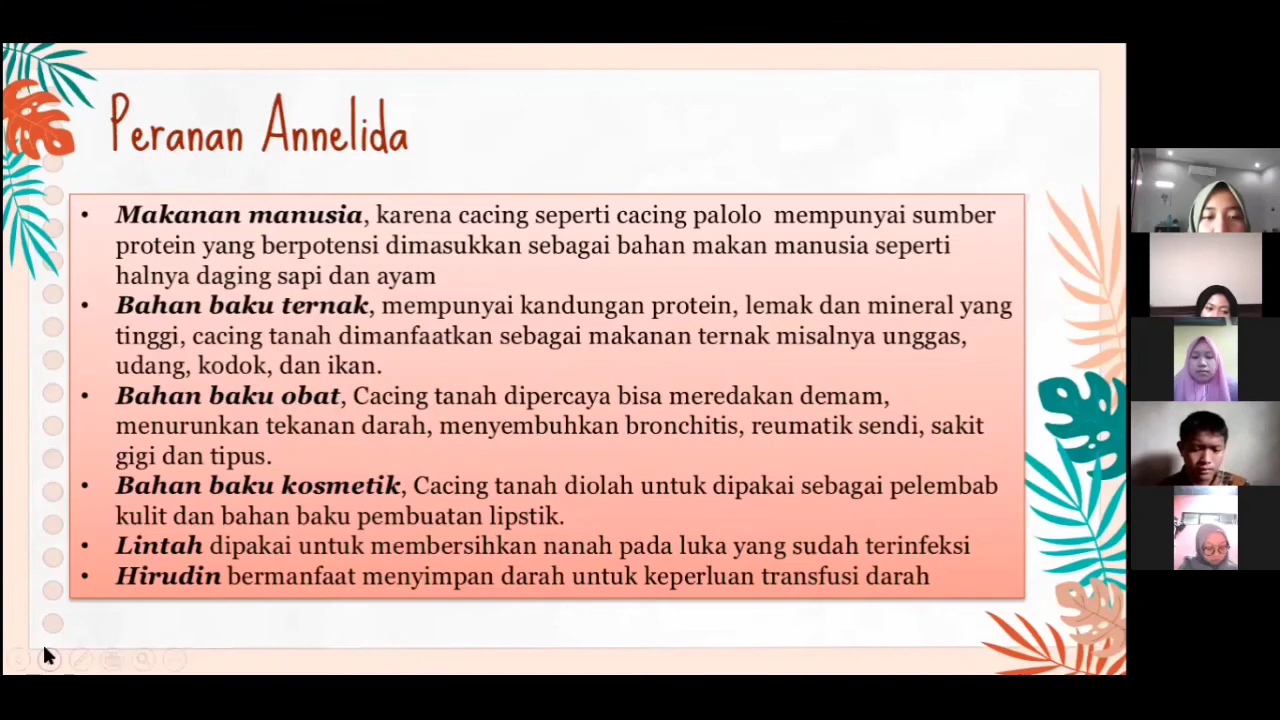 Peranan Annelida
• Makanan manusia, karena cacing seperti cacing palolo mempunyai sumber
protein yang berpotensi dimasukkan sebagai bahan makan manusia seperti
halnya daging sapi dan ayam
• Bahan baku ternak, mempunyai kandungan protein, lemak dan mineral yang
tinggi, cacing tanah dimanfaatkan sebagai makanan ternak misalnya unggas,
udang, kodok, dan ikan.
• Bahan baku obat, Cacing tanah dipercaya bisa meredakan demam,
menurunkan tekanan darah, menyembuhkan bronchitis, reumatik sendi, sakit
gigi dan tipus.
• Bahan baku kosmetik, Cacing tanah diolah untuk dipakai sebagai pelembab
kulit dan bahan baku pembuatan lipstik.
• Lintah dipakai untuk membersihkan nanah pada luka yang sudah terinfeksi
• Hirudin bermanfaat menyimpan darah untuk keperluan transfusi darah